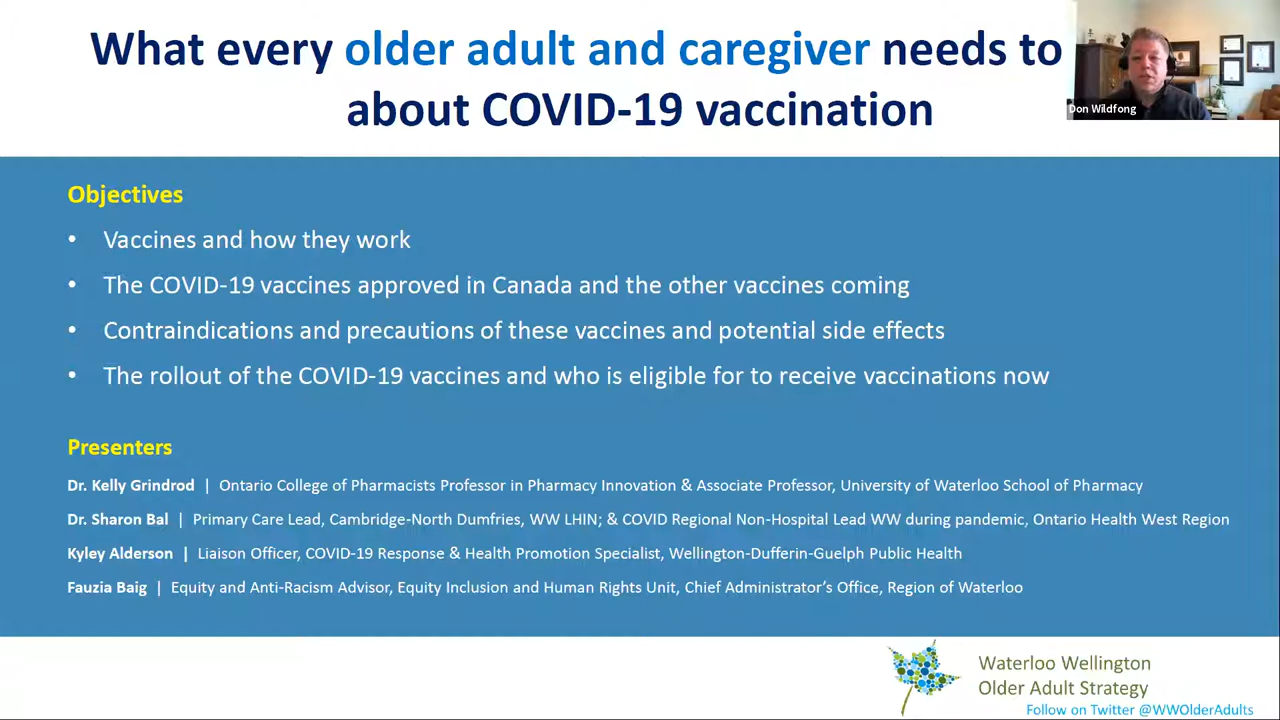 What every older adult and caregiver needs to
about COVID-19 vaccination
Don Wildfong
Objectives
• Vaccines and how they work
• The COVID-19 vaccines approved in Canada and the other vaccines coming
• Contraindications and precautions of these vaccines and potential side effects
• The rollout of the COVID-19 vaccines and who is eligible for to receive vaccinations now
Presenters
Dr. Kelly Grindrod | Ontario College of Pharmacists Professor in Pharmacy Innovation & Associate Professor, University of Waterloo School of Pharmacy
Dr. Sharon Bal | Primary Care Lead, Cambridge-North Dumfries, WW LHIN; & COVID Regional Non-Hospital Lead WW during pandemic, Ontario Health West Region
Kyley Alderson | Liaison Officer, COVID-19 Response & Health Promotion Specialist, Wellington-Dufferin-Guelph Public Health
Fauzia Baig | Equity and Anti-Racism Advisor, Equity Inclusion and Human Rights Unit, Chief Administrator's Office, Region of Waterloo
Waterloo Wellington
Older Adult Strategy
Follow on Twitter @WWOlderAdults